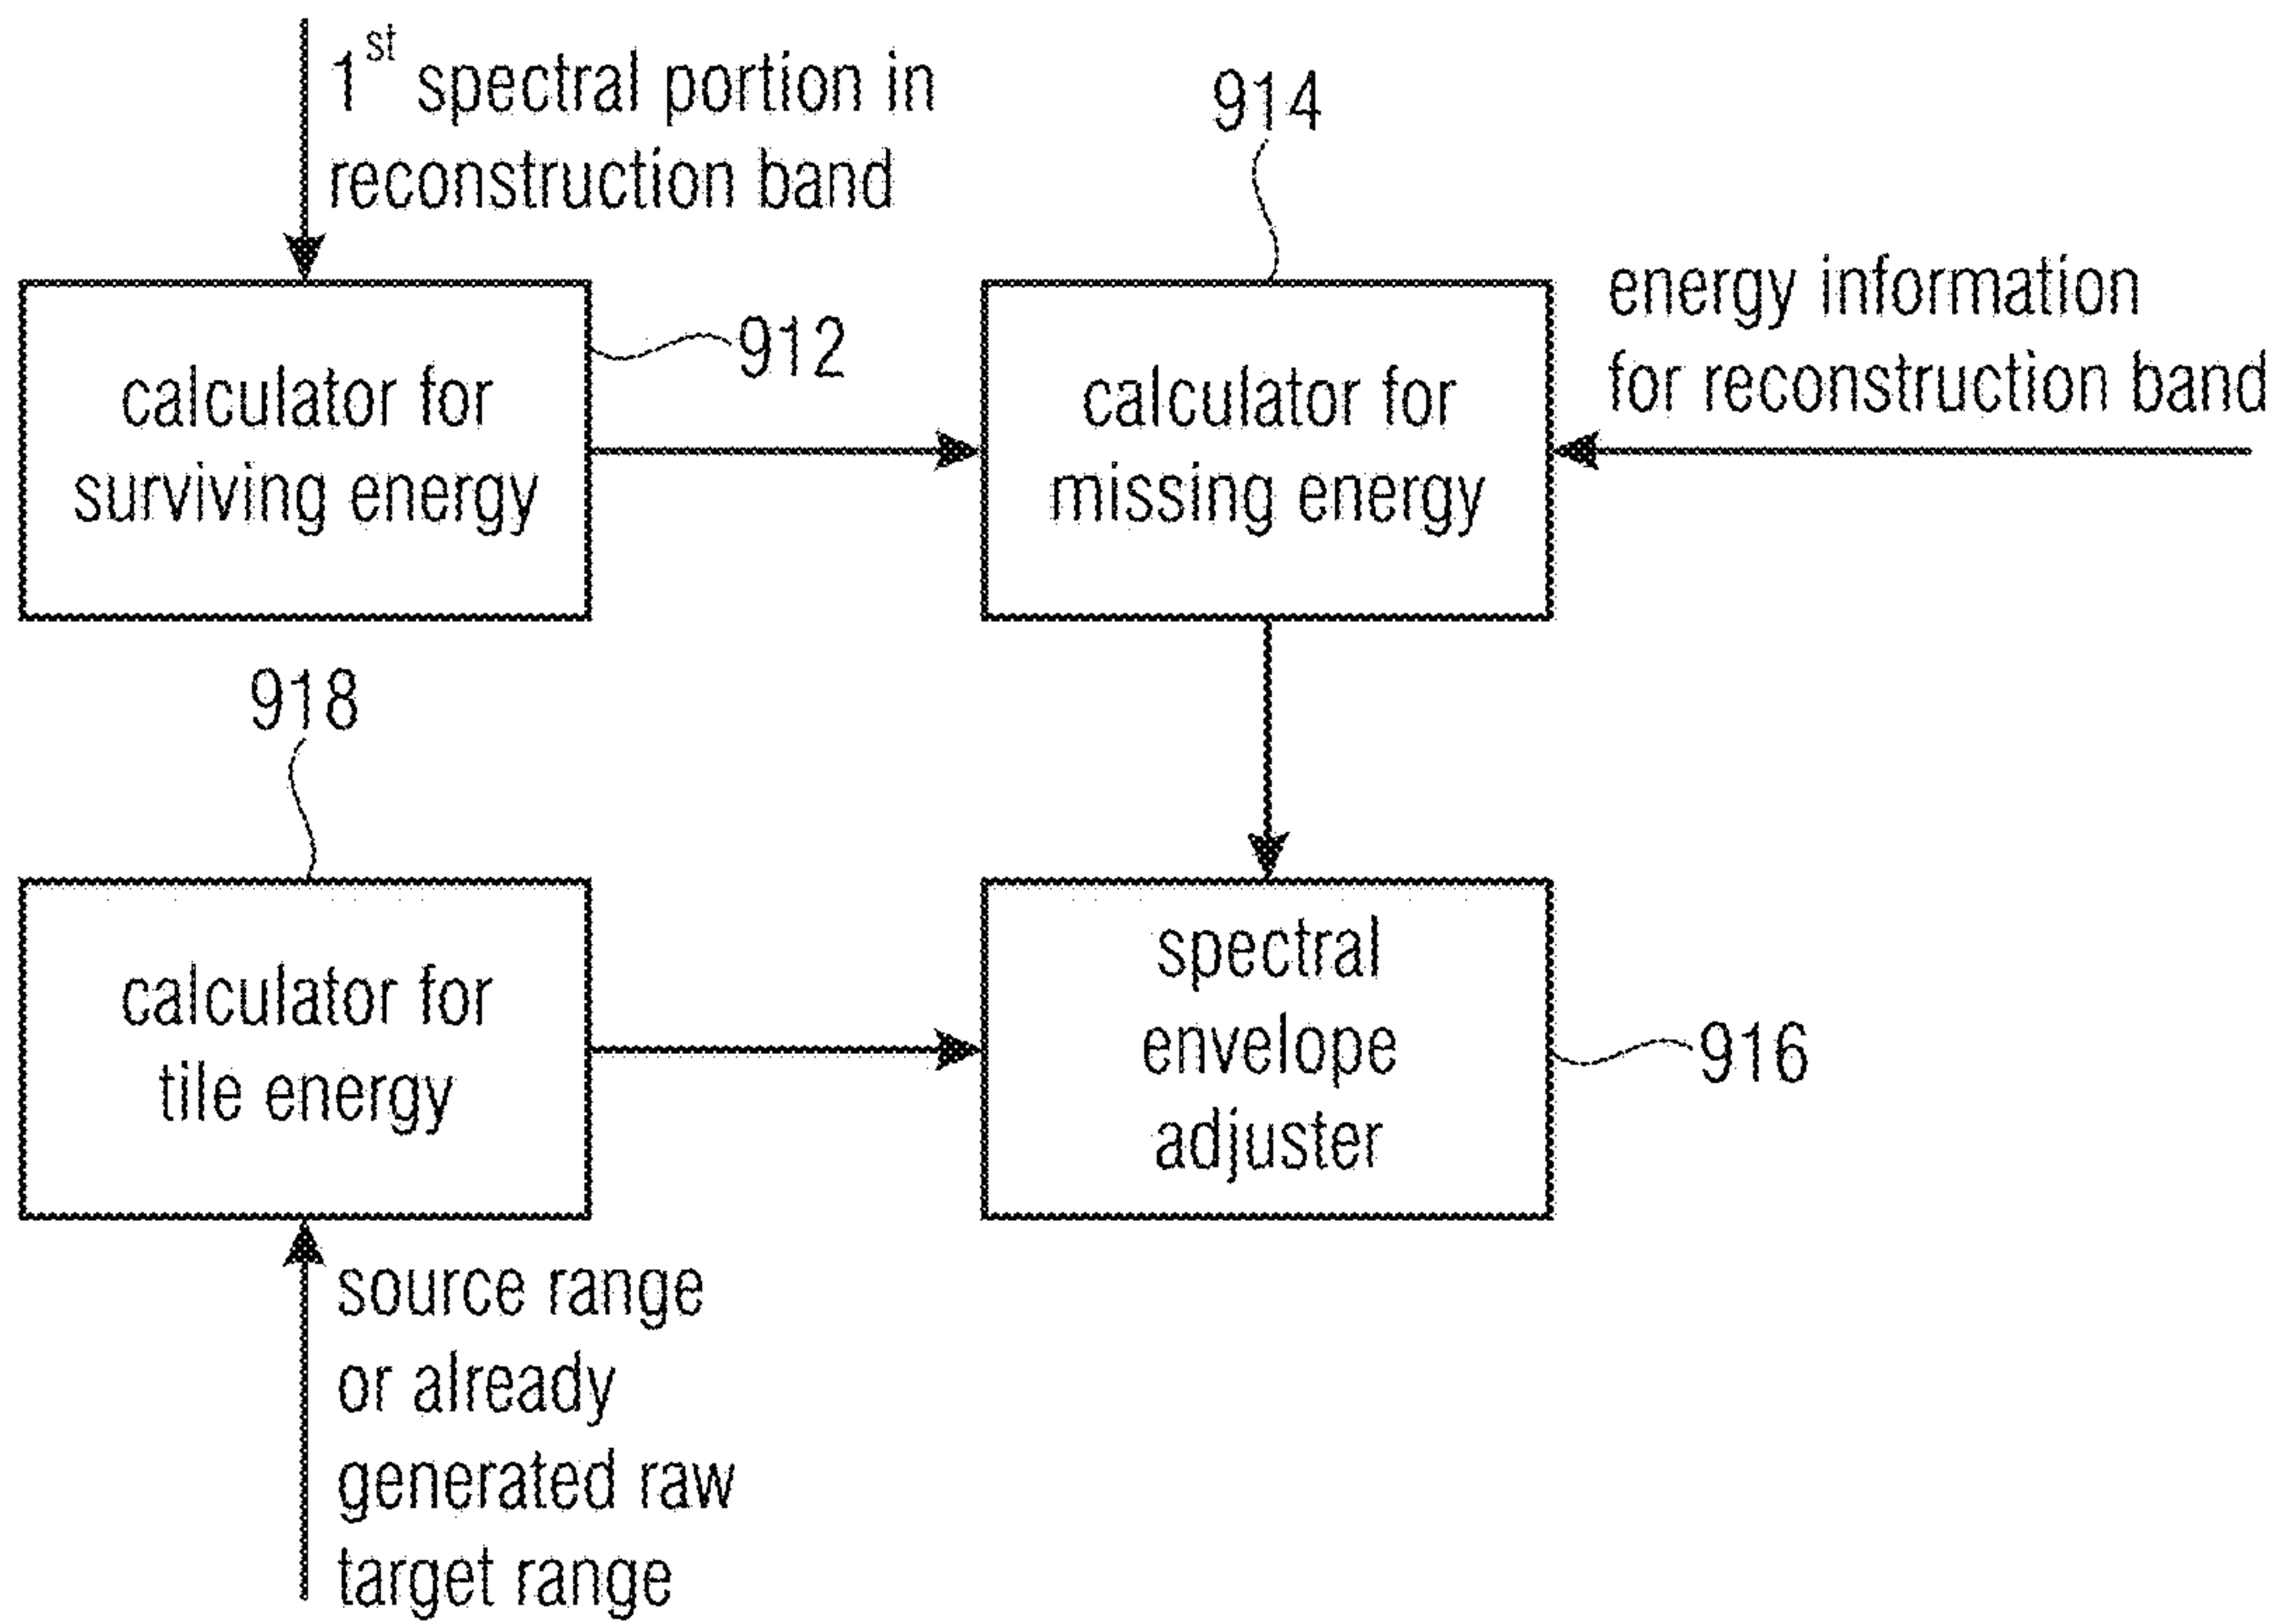 1st spectral portion in
reconstruction band
914
energy information
for reconstruction band
912
calculator for
surviving energy
calculator for
missing energy
918
calculator for
tile energy
spectral
envelope
adjuster
916
source range
or already
generated raw
target range